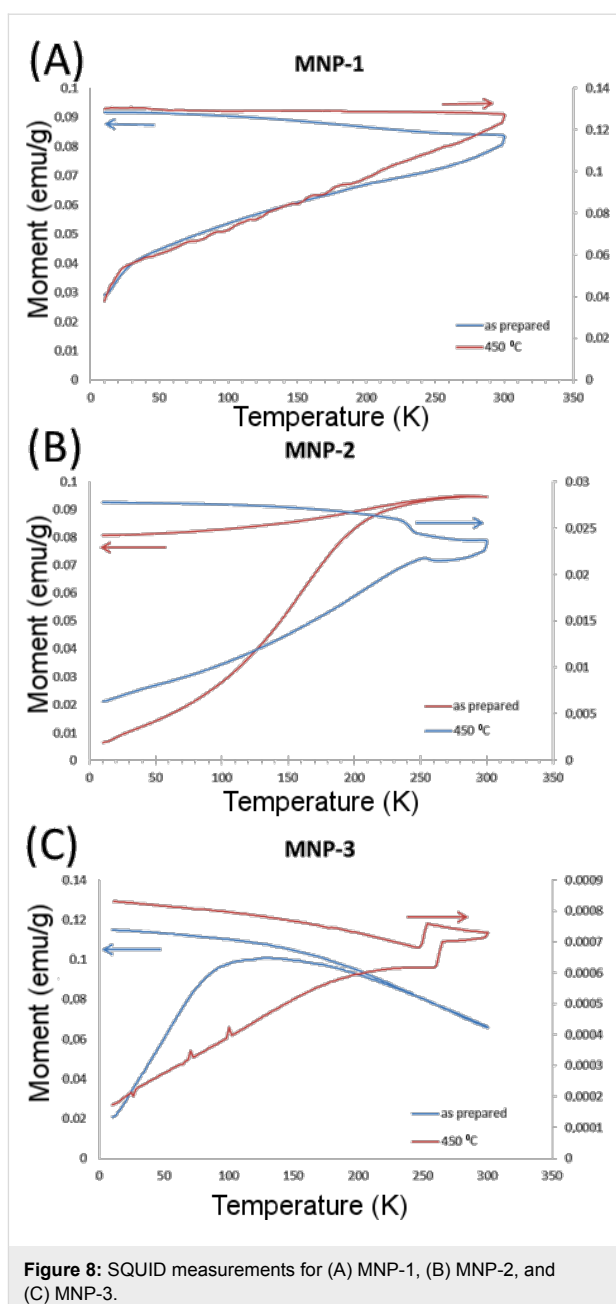 (A)
MNP-1
0.1
0.09
0.08
0.07
0.06
0.05
0.04
0.03
0.02
0.01
0
0.14
0.12
0.1
0.08
0.06
0.04
0.02
0
Moment (emu/g)
as prepared
450 ⁰C
0 50 100 150 200 250 300 350
Temperature (K)
(B)
MNP-2
0.1
0.09
0.08
0.07
0.06
0.05
0.04
0.03
0.02
0.01
0
0.03
0.025
0.02
0.015
0.01
0,005
0
Moment (emu/g)
as prepared
450 ⁰C
0 50 100 150 200 250 300 350
Temperature (K)
(C)
MNP-3
0.14
0.12
0.1
0.08
0.06
0.04
0.02
0
0.0009
0.0008
0.0007
0.0006
0.0005
0.0004
0.0003
0.0002
0.0001
0
Moment (emu/g)
as prepared
450 ⁰C
0 50 100 150 200 250 300 350
Temperature (K)
Figure 8: SQUID measurements for (A) MNP-1, (B) MNP-2, and
(C) MNP-3.